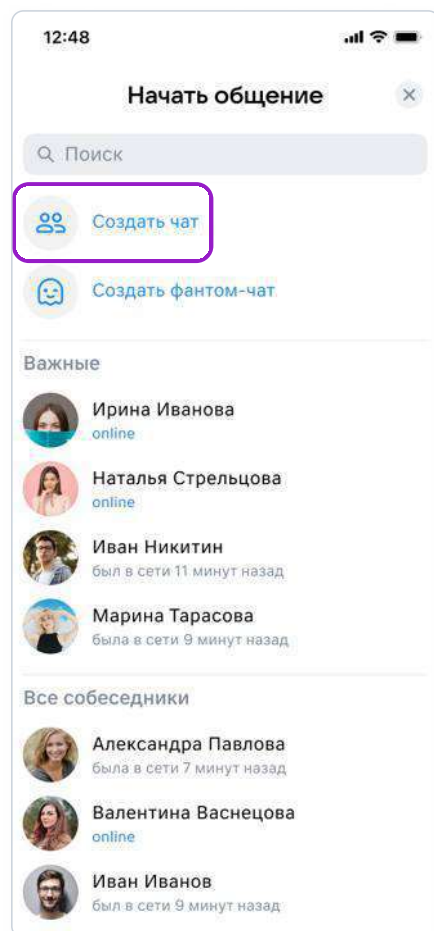 12:48
Начать общение
Поиск
Создать чат
Создать фантом-чат
Важные
Ирина Иванова
online
Наталья Стрельцова
online
Иван Никитин
был в сети 11 минут назад
Марина Тарасова
была в сети 9 минут назад
Все собеседники
Александра Павлова
была в сети 7 минут назад
Валентина Васнецова
online
Иван Иванов
был в сети 9 минут назад